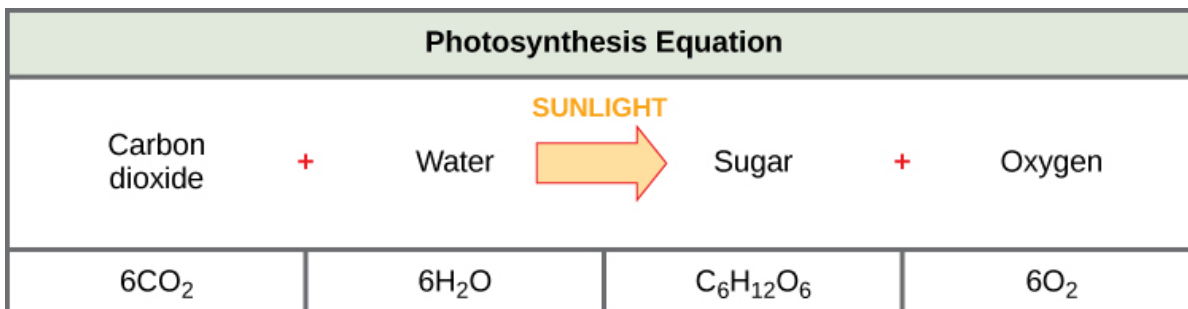 Photosynthesis Equation
SUNLIGHT
Carbon
dioxide + Water Sugar + Oxygen
6CO₂ 6H₂O C₆H₁₂O₆ 6O₂